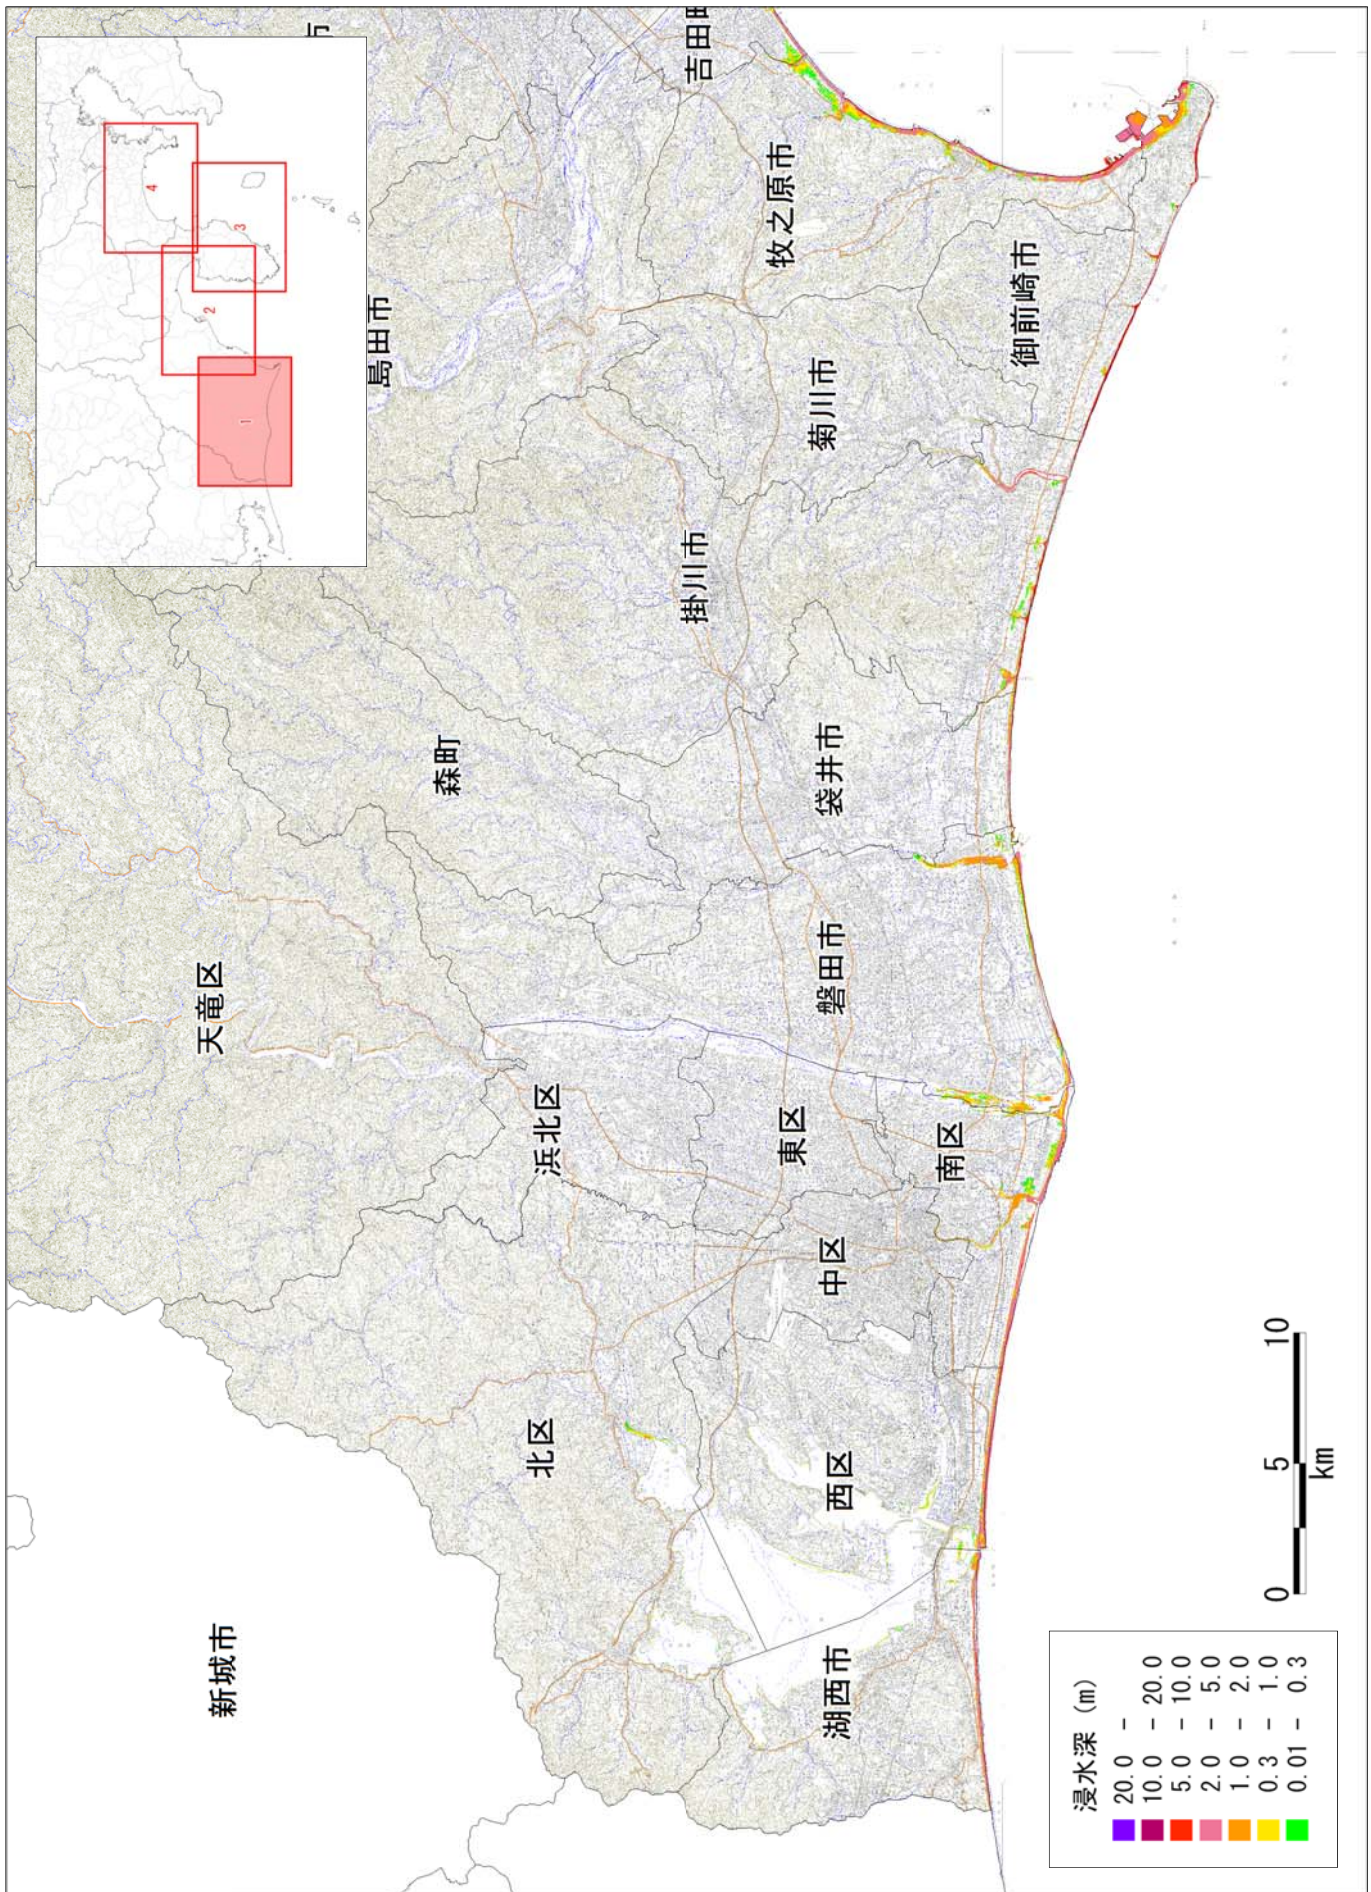 市
吉田町
4
3
2
1
島田市
牧之原市
御前崎市
菊川市
掛川市
森町
袋井市
天竜区
磐田市
浜北区
東区
南区
中区
北区
西区
新城市
湖西市
0 5 10
km
浸水深 (m)
20.0 -
10.0 - 20.0
5.0 - 10.0
2.0 - 5.0
1.0 - 2.0
0.3 - 1.0
0.01 - 0.3